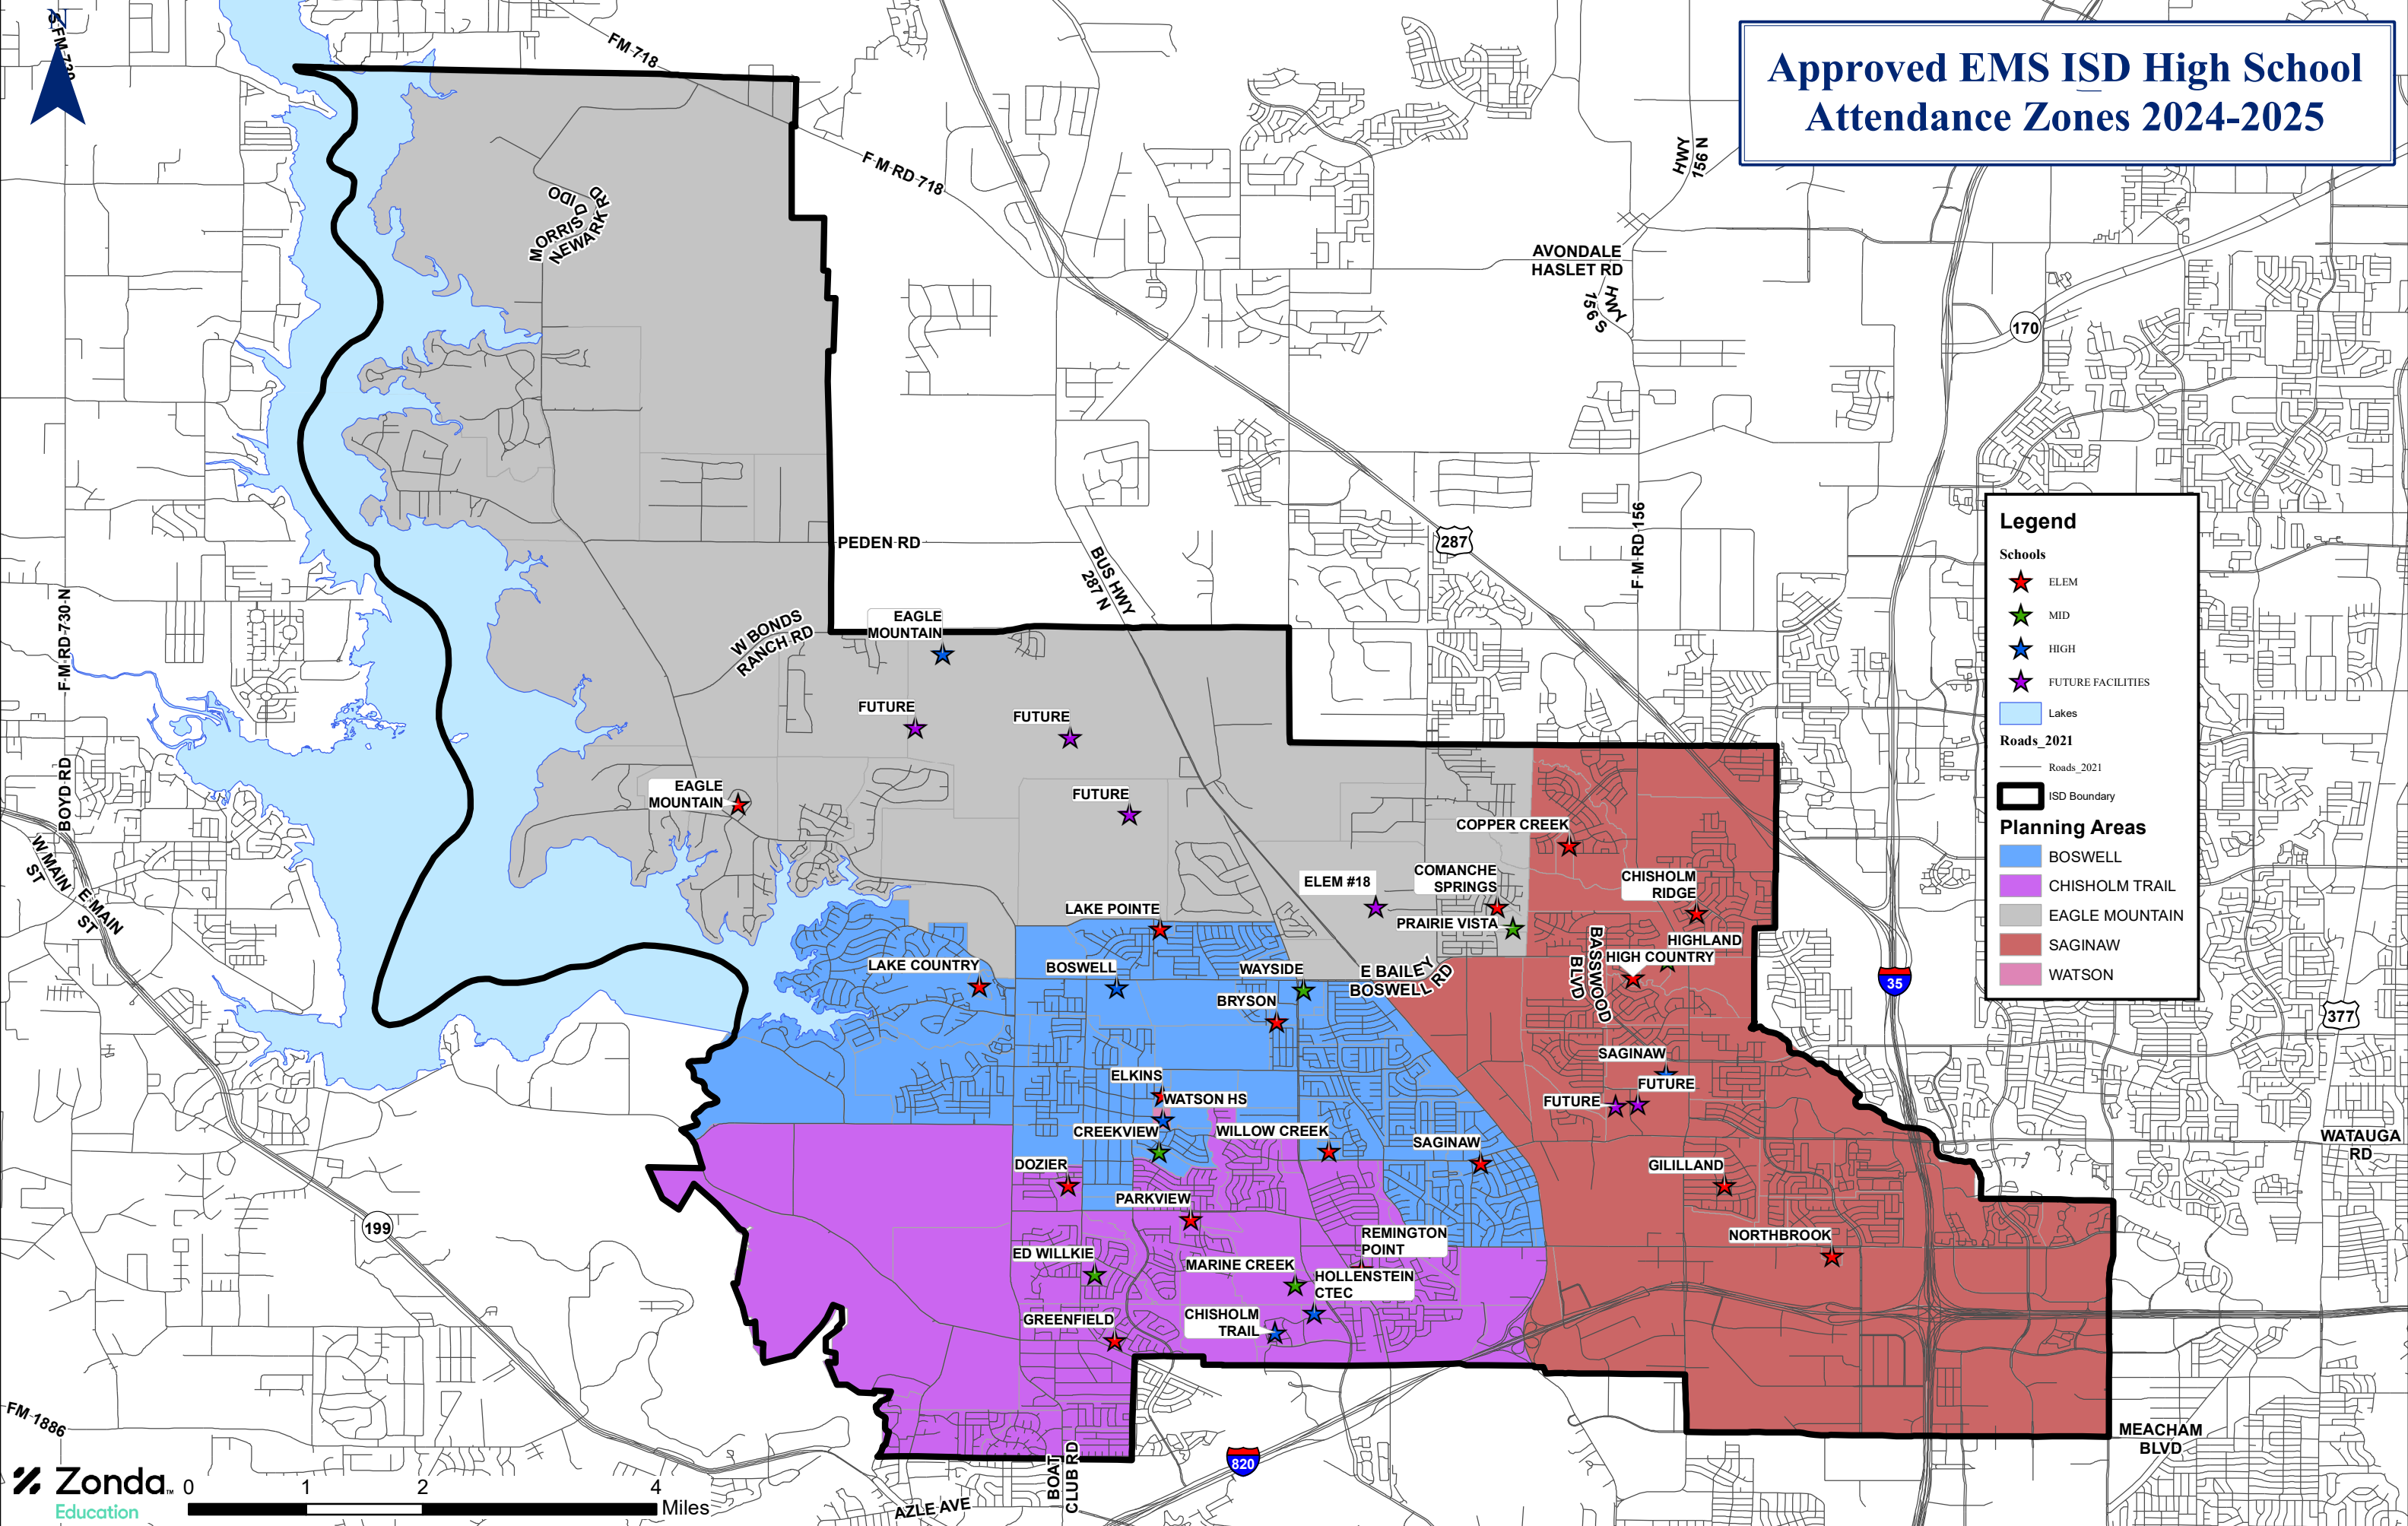 Approved EMS ISD High School
Attendance Zones 2024-2025
FM-718
F M RD 718
HWY
156 N
MORRIS DIDO
NEWARK RD
AVONDALE
HASLET RD
HWY
156 S
170
PEDEN RD
BUS HWY
287 N
287
F M RD 156
F M RD 730 N
BOYD RD
W MAIN
ST
E MAIN
ST
W BONDS
RANCH RD
EAGLE
MOUNTAIN
FUTURE
FUTURE
EAGLE
MOUNTAIN
FUTURE
COPPER CREEK
ELEM #18
COMANCHE
SPRINGS
CHISHOLM
RIDGE
LAKE POINTE
PRAIRIE VISTA
BASSWOOD
BLVD
HIGHLAND
HIGH COUNTRY
LAKE COUNTRY
BOSWELL
WAYSIDE
E BAILEY
BOSWELL RD
BRYSON
35
377
ELKINS
WATSON HS
SAGINAW
FUTURE
FUTURE
CREEKVIEW
WILLOW CREEK
SAGINAW
WATAUGA
RD
DOZIER
GILILLAND
PARKVIEW
199
ED WILLKIE
REMINGTON
POINT
NORTHBROOK
MARINE CREEK
HOLLENSTEIN
CTEC
GREENFIELD
CHISHOLM
TRAIL
FM-1886
MEACHAM
BLVD
BOAT
CLUB RD
820
AZLE AVE
Legend
Schools
ELEM
MID
HIGH
FUTURE FACILITIES
Lakes
Roads_2021
Roads_2021
ISD Boundary
Planning Areas
BOSWELL
CHISHOLM TRAIL
EAGLE MOUNTAIN
SAGINAW
WATSON
Zonda™
Education
0 1 2 4
Miles